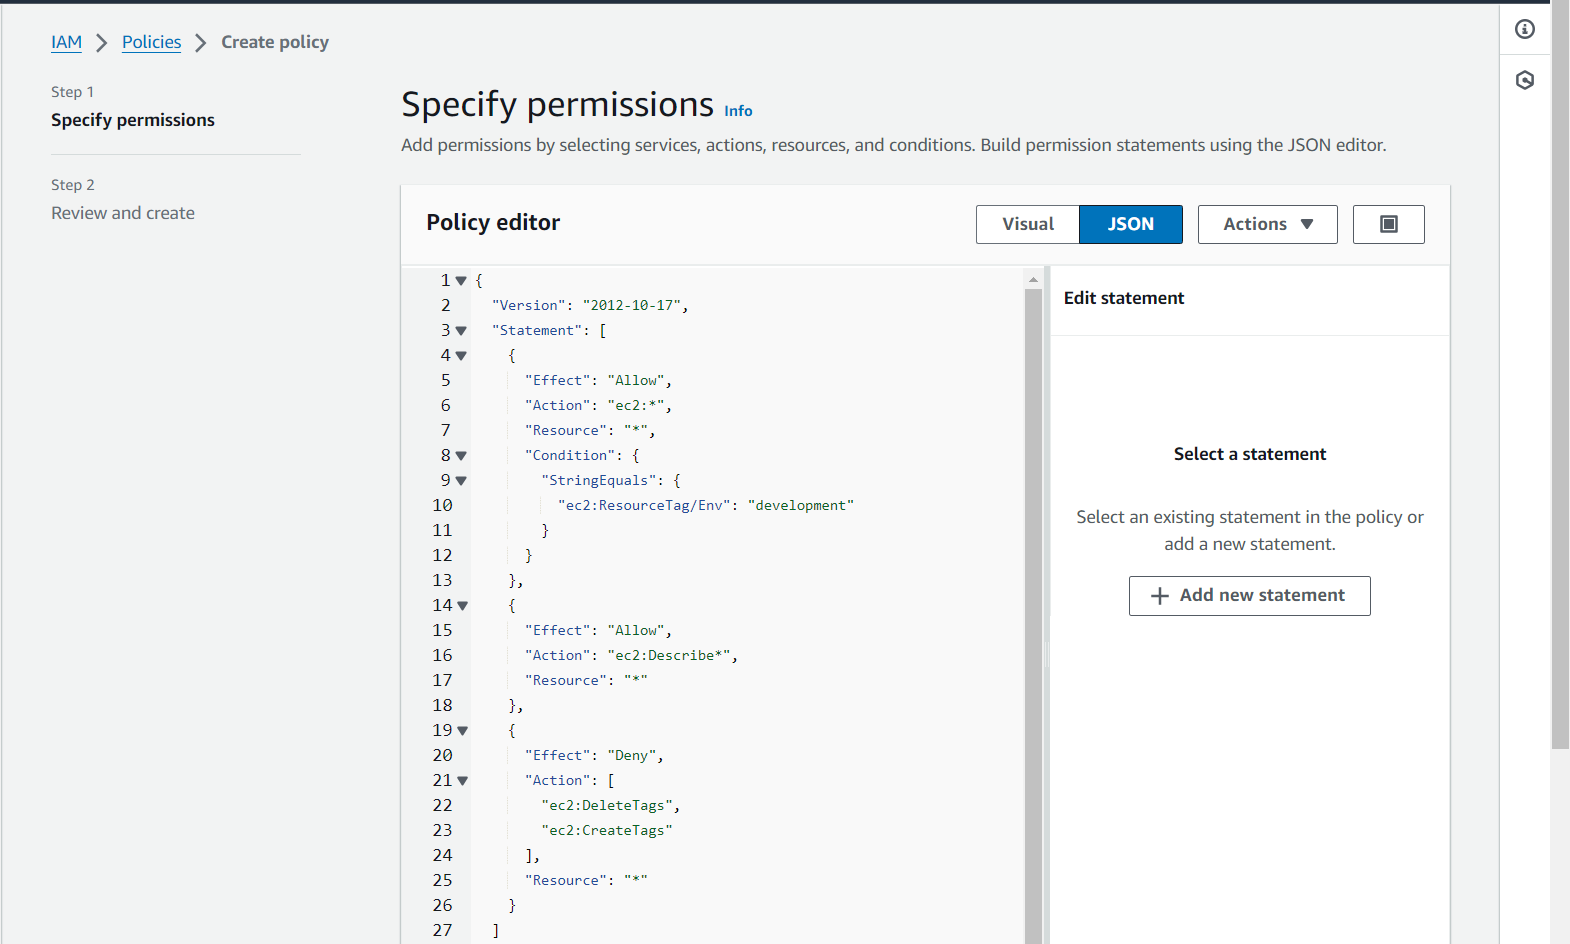 IAM > Policies > Create policy
Step 1
Specify permissions
Step 2
Review and create
Specify permissions Info
Add permissions by selecting services, actions, resources, and conditions. Build permission statements using the JSON editor.
Policy editor
Visual JSON Actions
1 {
2 "Version": "2012-10-17",
3 "Statement": [
4 {
5 "Effect": "Allow",
6 "Action": "ec2:*",
7 "Resource": "*",
8 "Condition": {
9 "StringEquals": {
10 "ec2:ResourceTag/Env": "development"
11 }
12 }
13 },
14 {
15 "Effect": "Allow",
16 "Action": "ec2:Describe*",
17 "Resource": "*"
18 },
19 {
20 "Effect": "Deny",
21 "Action": [
22 "ec2:DeleteTags",
23 "ec2:CreateTags"
24 ],
25 "Resource": "*"
26 }
27 ]
Edit statement
Select a statement
Select an existing statement in the policy or
add a new statement.
+ Add new statement